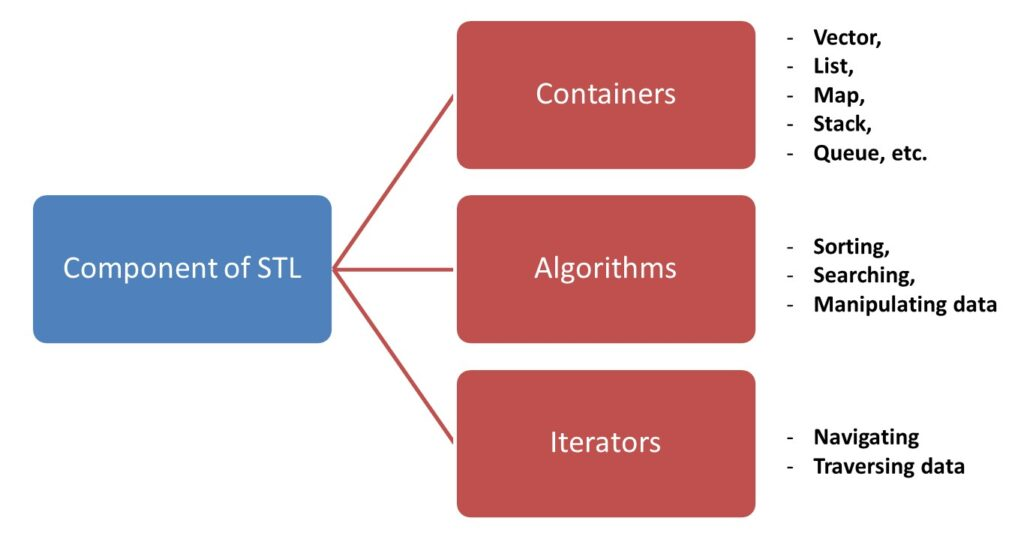 Component of STL
Containers
- Vector,
- List,
- Map,
- Stack,
- Queue, etc.
Algorithms
- Sorting,
- Searching,
- Manipulating data
Iterators
- Navigating
- Traversing data